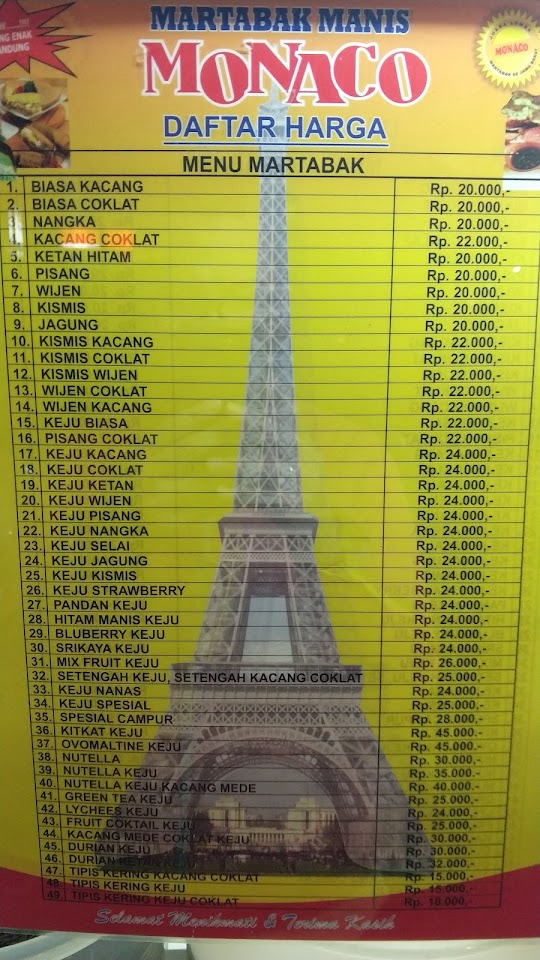 MARTABAK MANIS
MONACO
DAFTAR HARGA
MENU MARTABAK
NG ENAK
ANDUNG
MONACO
1. BIASA KACANG Rp. 20.000,-
2. BIASA COKLAT Rp. 20.000,-
3. NANGKA Rp. 20.000,-
4. KACANG COKLAT Rp. 22.000,-
5. KETAN HITAM Rp. 20.000,-
6. PISANG Rp. 20.000,-
7. WIJEN Rp. 20.000,-
8. KISMIS Rp. 20.000,-
9. JAGUNG Rp. 20.000,-
10. KISMIS KACANG Rp. 22.000,-
11. KISMIS COKLAT Rp. 22.000,-
12. KISMIS WIJEN Rp. 22.000,-
13. WIJEN COKLAT Rp. 22.000,-
14. WIJEN KACANG Rp. 22.000,-
15. KEJU BIASA Rp. 22.000,-
16. PISANG COKLAT Rp. 22.000,-
17. KEJU KACANG Rp. 24.000,-
18. KEJU COKLAT Rp. 24.000,-
19. KEJU KETAN Rp. 24.000,-
20. KEJU WIJEN Rp. 24.000,-
21. KEJU PISANG Rp. 24.000,-
22. KEJU NANGKA Rp. 24.000,-
23. KEJU SELAI Rp. 24.000,-
24. KEJU JAGUNG Rp. 24.000,-
25. KEJU KISMIS Rp. 24.000,-
26. KEJU STRAWBERRY Rp. 24.000,-
27. PANDAN KEJU Rp. 24.000,-
28. HITAM MANIS KEJU Rp. 24.000,-
29. BLUBERRY KEJU Rp. 24.000,-
30. SRIKAYA KEJU Rp. 24.000,-
31. MIX FRUIT KEJU Rp. 26.000,-
32. SETENGAH KEJU, SETENGAH KACANG COKLAT Rp. 25.000,-
33. KEJU NANAS Rp. 24.000,-
34. KEJU SPESIAL Rp. 25.000,-
35. SPESIAL CAMPUR Rp. 28.000,-
36. KITKAT KEJU Rp. 45.000.-
37. OVOMALTINE KEJU Rp. 45.000.-
38. NUTELLA Rp. 30.000,-
39. NUTELLA KEJU Rp. 35.000.-
40. NUTELLA KEJU KACANG MEDE Rp. 40.000.-
41. GREEN TEA KEJU Rp. 25.000,-
42. LYCHEES KEJU Rp. 24.000,-
43. FRUIT COKTAIL KEJU Rp. 25.000,-
44. KACANG MEDE COKLAT KEJU Rp. 30.000,-
45. DURIAN KEJU Rp. 30.000,-
46. DURIAN KETAN KEJU Rp. 32.000,-
47. TIPIS KERING KACANG COKLAT Rp. 15.000,-
48. TIPIS KERING KEJU Rp. 15.000,-
49. TIPIS KERING KEJU COKLAT Rp. 18.000,-
Selamat Menikmati & Terima Kasih